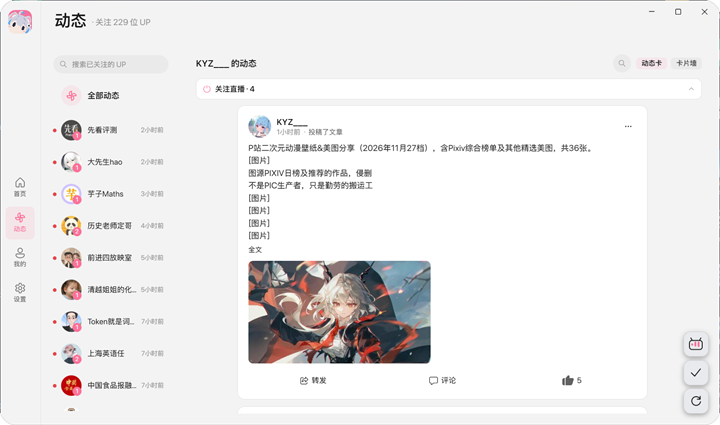 动态 · 关注 229 位 UP
搜索已关注的 UP
全部动态
先看评测 2小时前
大先生hao 2小时前
芋子Maths 3小时前
历史老师定哥 4小时前
前进四放映室 5小时前
清越姐姐的化... 5小时前
Token就是词... 7小时前
上海英语任 7小时前
中国食品报融... 7小时前
首页
动态
我的
设置
KYZ___ 的动态
动态卡 卡片墙
关注直播 · 4
KYZ___
1小时前 · 投稿了文章
P站二次元动漫壁纸&美图分享（2026年11月27档），含Pixiv综合榜单及其他精选美图，共36张。
[图片]
图源PIXIV日榜及推荐的作品，侵删
不是PIC生产者，只是勤劳的搬运工
[图片]
[图片]
[图片]
[图片]
全文
转发 评论 5